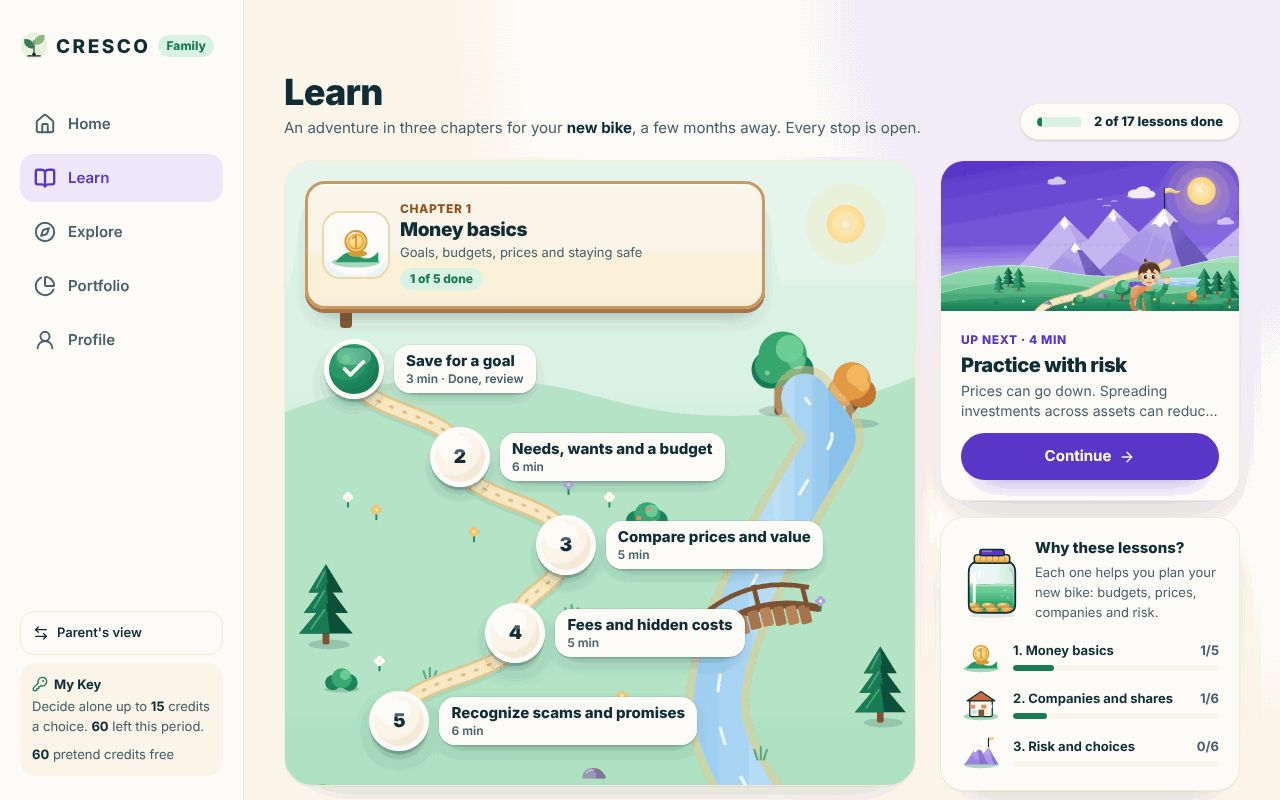 CRESCO Family
Home
Learn
Explore
Portfolio
Profile
Parent's view
My Key
Decide alone up to 15 credits
a choice. 60 left this period.
60 pretend credits free
Learn
An adventure in three chapters for your new bike, a few months away. Every stop is open.
2 of 17 lessons done
CHAPTER 1
Money basics
Goals, budgets, prices and staying safe
1 of 5 done
Save for a goal
3 min · Done, review
2
Needs, wants and a budget
6 min
3
Compare prices and value
5 min
4
Fees and hidden costs
5 min
5
Recognize scams and promises
6 min
UP NEXT · 4 MIN
Practice with risk
Prices can go down. Spreading
investments across assets can reduc...
Continue →
Why these lessons?
Each one helps you plan your
new bike: budgets, prices,
companies and risk.
1. Money basics 1/5
2. Companies and shares 1/6
3. Risk and choices 0/6